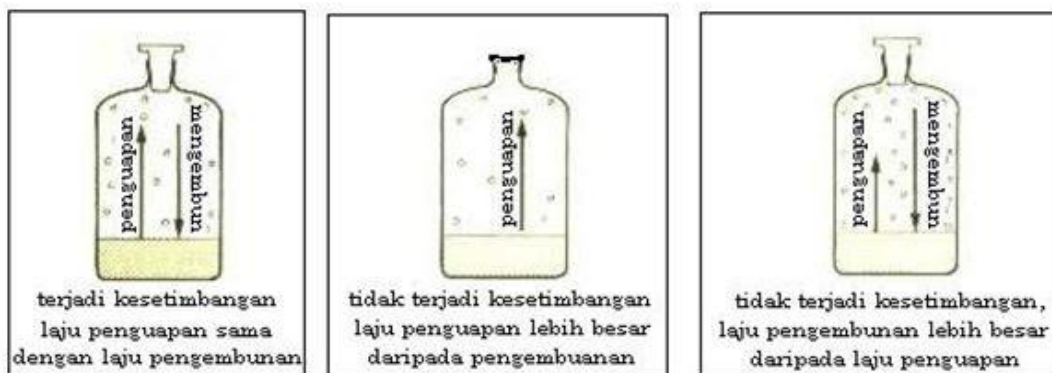 penguapan
mengembun
terjadi kesetimbangan
laju penguapan sama
dengan laju pengembunan
penguapan
tidak terjadi kesetimbangan
laju penguapan lebih besar
daripada pengembuanan
penguapan
mengembun
tidak terjadi kesetimbangan,
laju pengembunan lebih besar
daripada laju penguapan